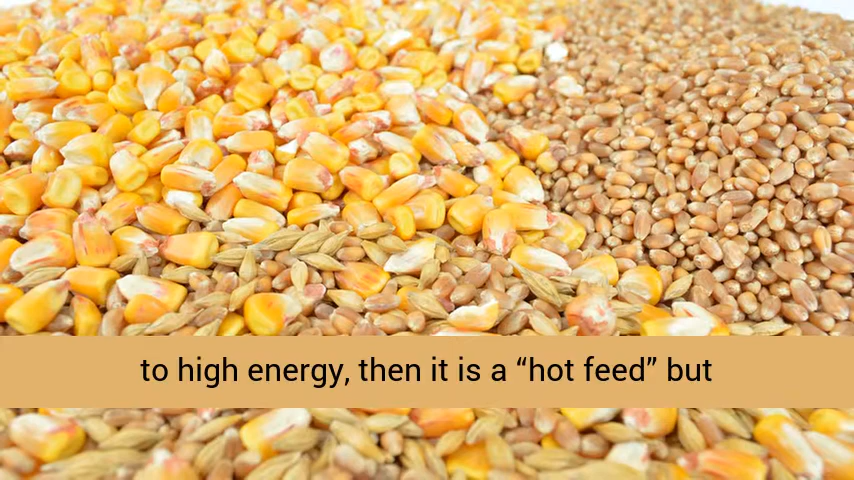 to high energy, then it is a “hot feed” but